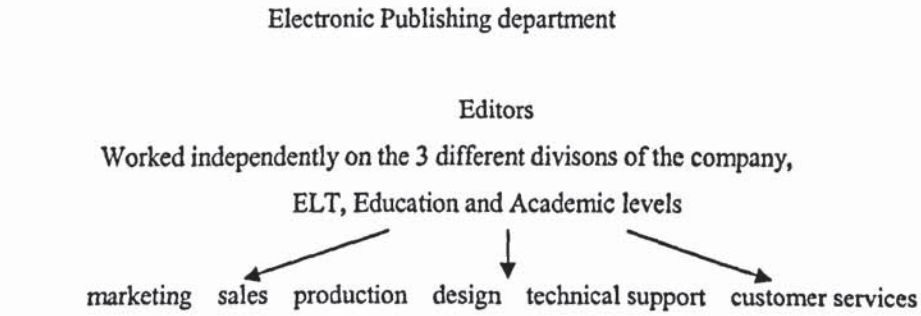 Electronic Publishing department
Editors
Worked independently on the 3 different divisons of the company,
ELT, Education and Academic levels
marketing sales production design technical support customer services